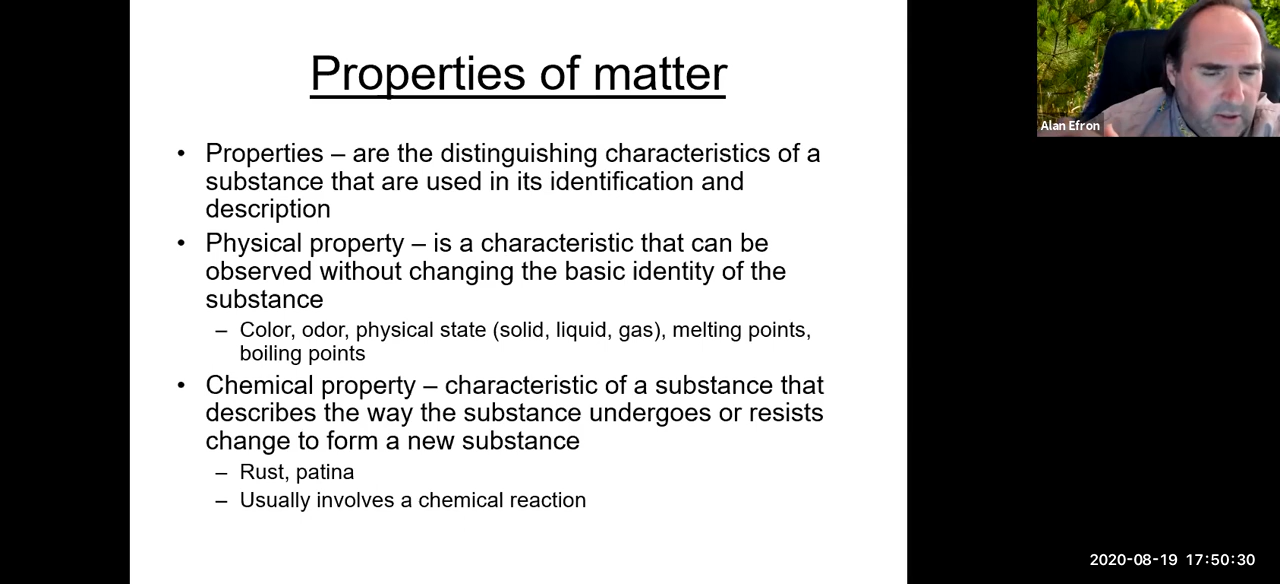 Properties of matter
• Properties – are the distinguishing characteristics of a
substance that are used in its identification and
description
• Physical property – is a characteristic that can be
observed without changing the basic identity of the
substance
– Color, odor, physical state (solid, liquid, gas), melting points,
boiling points
• Chemical property – characteristic of a substance that
describes the way the substance undergoes or resists
change to form a new substance
– Rust, patina
– Usually involves a chemical reaction
Alan Efron
2020-08-19 17:50:30